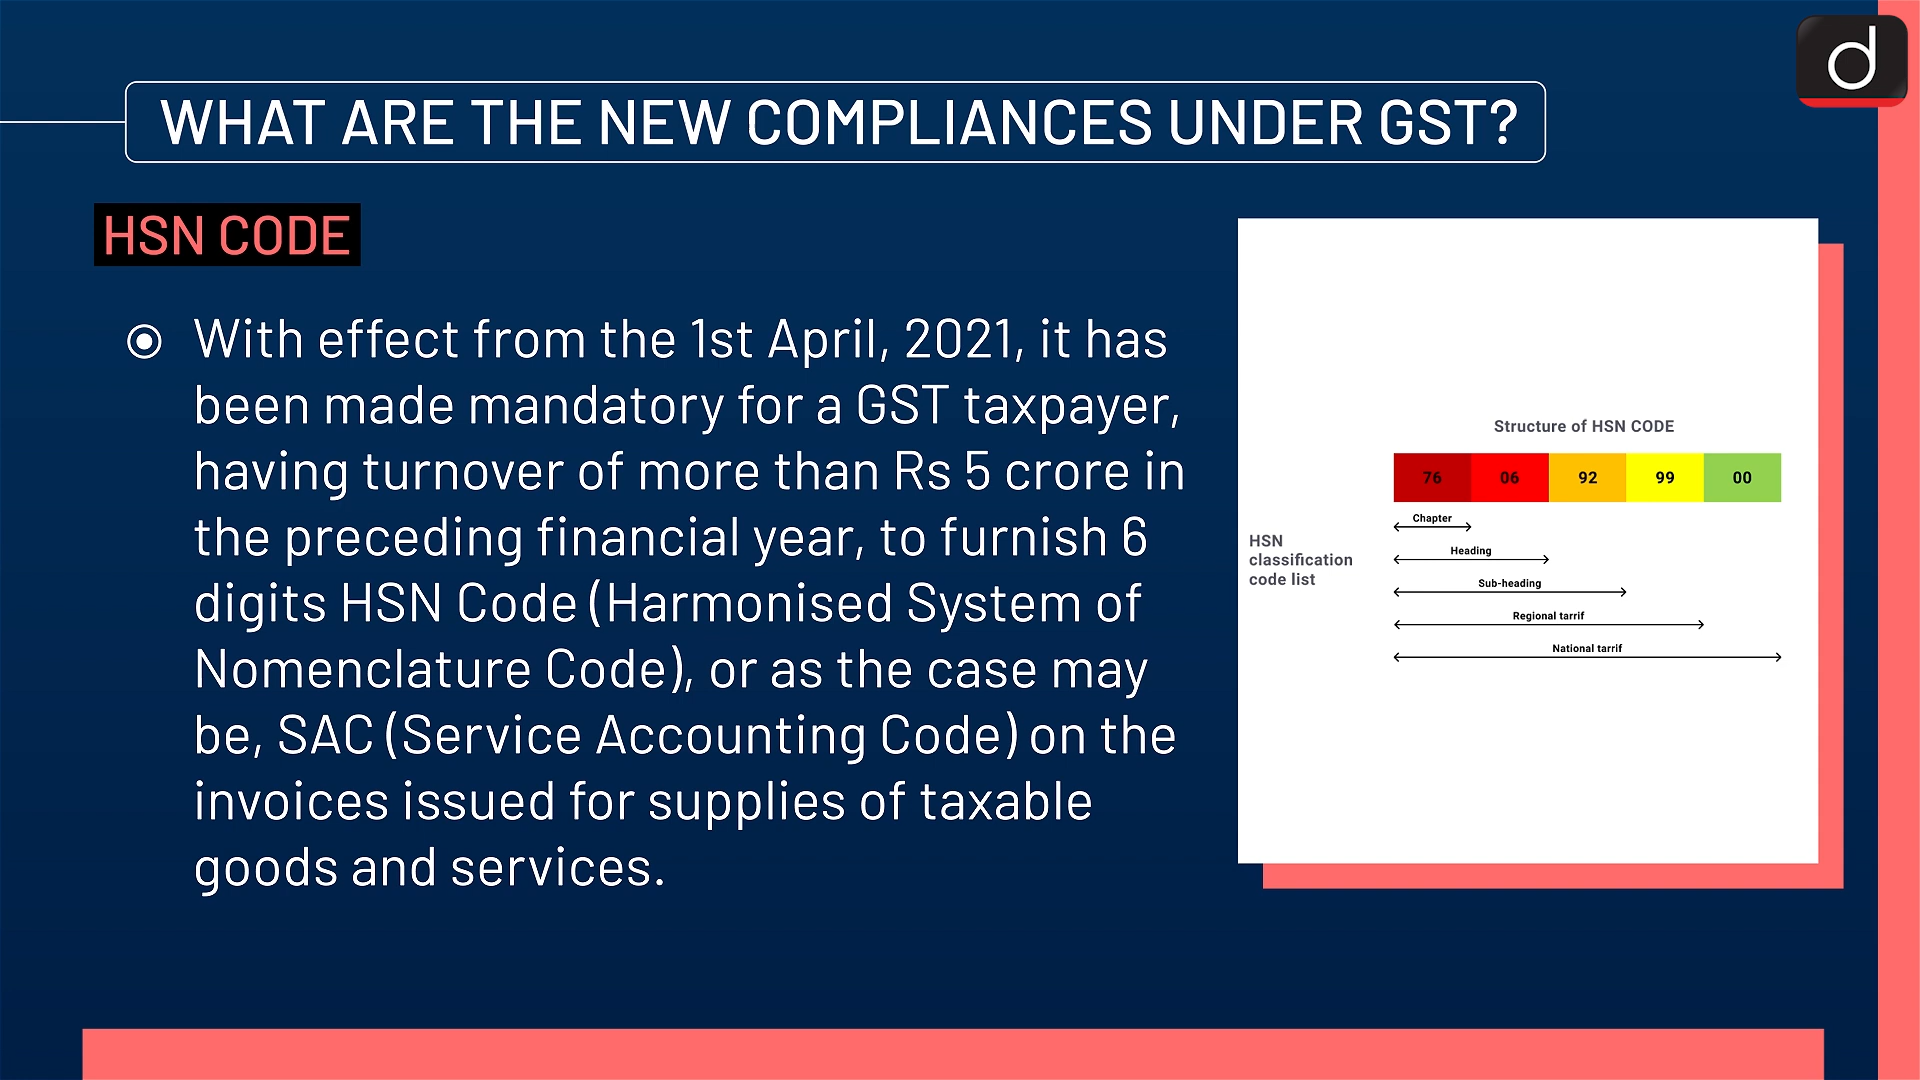 d
WHAT ARE THE NEW COMPLIANCES UNDER GST?
HSN CODE
With effect from the 1st April, 2021, it has
been made mandatory for a GST taxpayer,
having turnover of more than Rs 5 crore in
the preceding financial year, to furnish 6
digits HSN Code (Harmonised System of
Nomenclature Code), or as the case may
be, SAC (Service Accounting Code) on the
invoices issued for supplies of taxable
goods and services.
Structure of HSN CODE
76 06 92 99 00
Chapter
Heading
HSN
classification
code list
Sub-heading
Regional tarrif
National tarrif